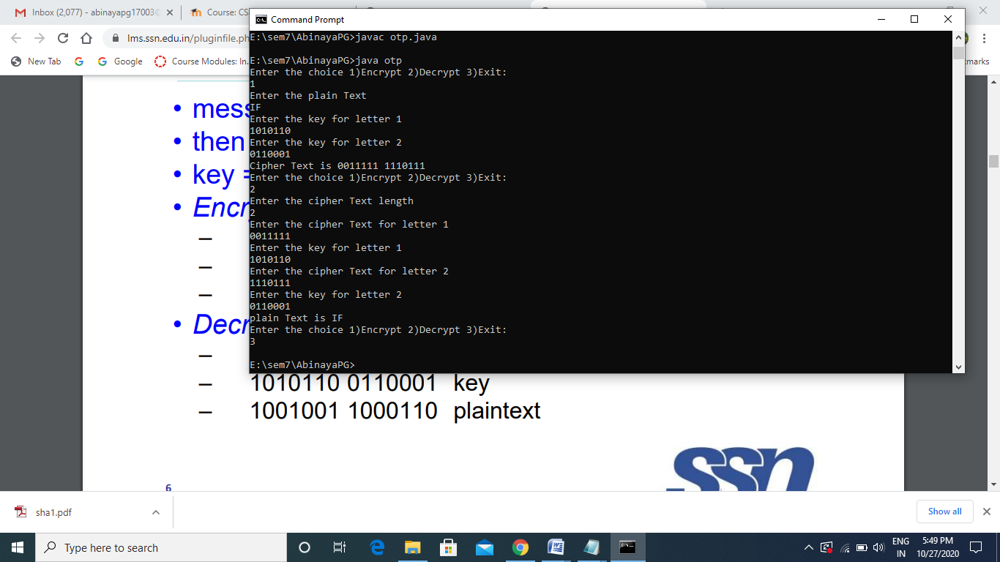 Inbox (2,077) - abinayapg17003@
Course: CS
Command Prompt
lms.ssn.edu.in/pluginfile.ph
New Tab
Google
Course Modules: In.
marks
E:\sem7\AbinayaPG>javac otp.java
E:\sem7\AbinayaPG>java otp
Enter the choice 1)Encrypt 2)Decrypt 3)Exit:
1
Enter the plain Text
IF
Enter the key for letter 1
1010110
Enter the key for letter 2
0110001
Cipher Text is 0011111 1110111
Enter the choice 1)Encrypt 2)Decrypt 3)Exit:
2
Enter the cipher Text length
2
Enter the cipher Text for letter 1
0011111
Enter the key for letter 1
1010110
Enter the cipher Text for letter 2
1110111
Enter the key for letter 2
0110001
plain Text is IF
Enter the choice 1)Encrypt 2)Decrypt 3)Exit:
3
E:\sem7\AbinayaPG>
• mess
• then
• key =
• Encr
–
–
–
• Decr
–
– 1010110 0110001 key
– 1001001 1000110 plaintext
ssn
6
sha1.pdf
Show all
Type here to search
ENG
IN
5:49 PM
10/27/2020